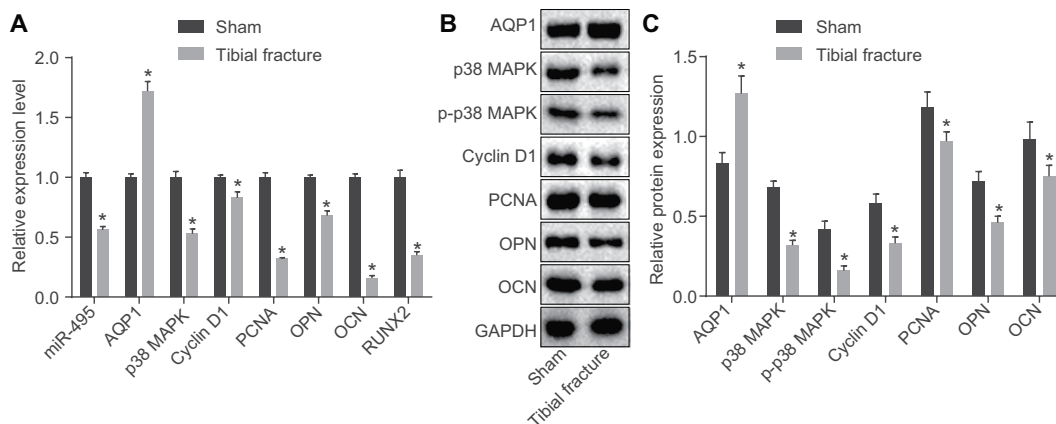 A
Sham
Tibial fracture
Relative expression level
2.0
1.5
1.0
0.5
0.0
* * * * * * * *
miR-495 AQP1 p38 MAPK Cyclin D1 PCNA OPN OCN RUNX2
B
AQP1
p38 MAPK
p-p38 MAPK
Cyclin D1
PCNA
OPN
OCN
GAPDH
Sham Tibial fracture
C
Sham
Tibial fracture
Relative protein expression
1.5
1.0
0.5
0.0
* * * * * * *
AQP1 p38 MAPK p-p38 MAPK Cyclin D1 PCNA OPN OCN